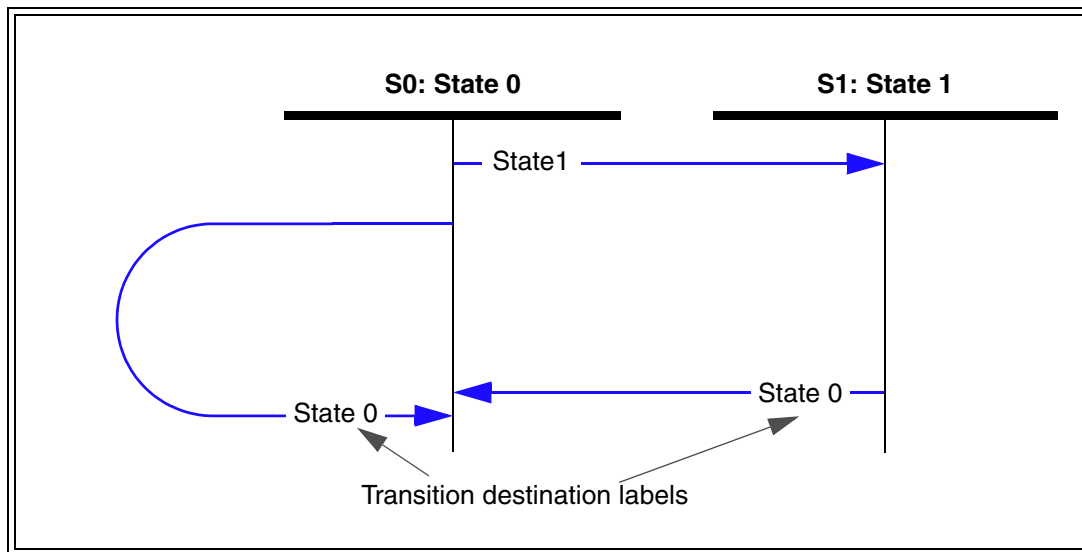 S0: State 0
S1: State 1
State1
State 0
State 0
Transition destination labels